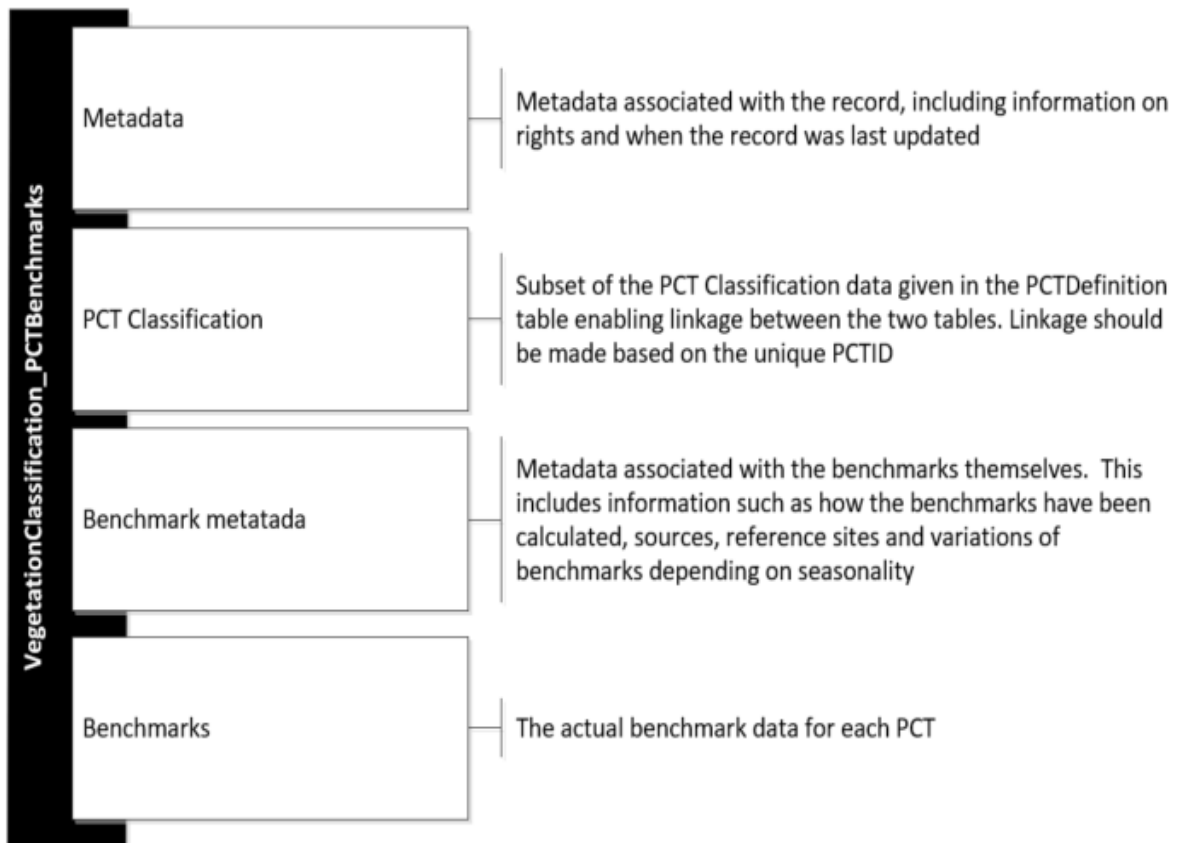 VegetationClassification_PCTBenchmarks
Metadata
Metadata associated with the record, including information on
rights and when the record was last updated
PCT Classification
Subset of the PCT Classification data given in the PCTDefinition
table enabling linkage between the two tables. Linkage should
be made based on the unique PCTID
Benchmark metatada
Metadata associated with the benchmarks themselves.  This
includes information such as how the benchmarks have been
calculated, sources, reference sites and variations of
benchmarks depending on seasonality
Benchmarks
The actual benchmark data for each PCT